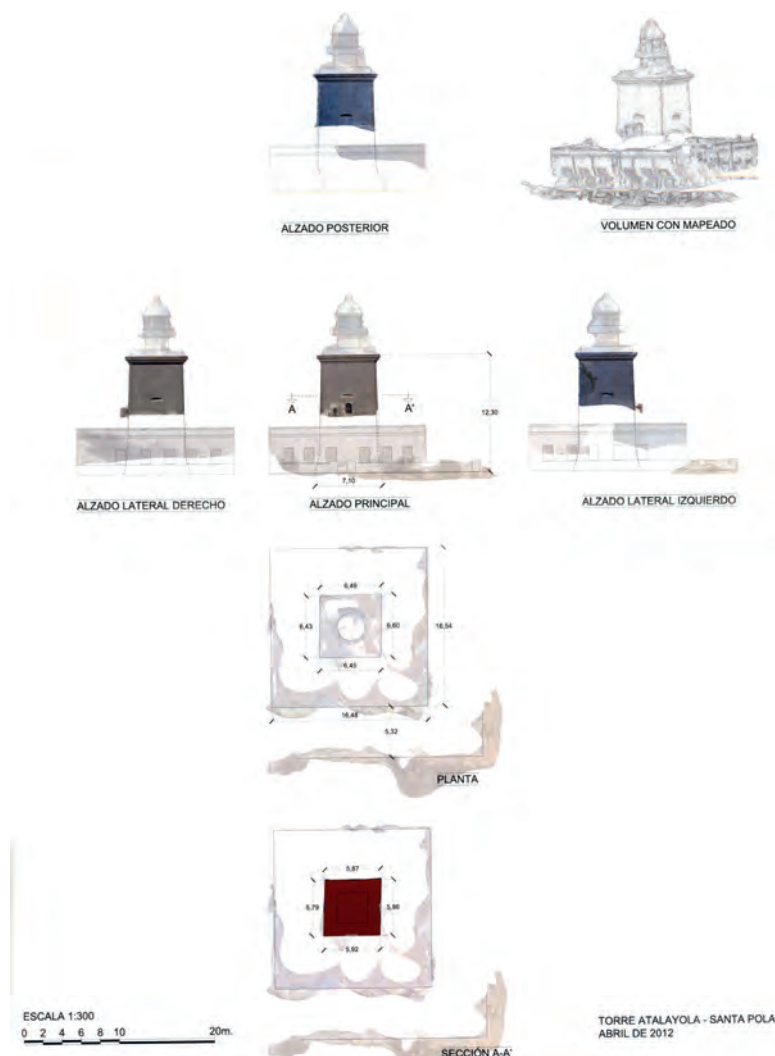 ALZADO POSTERIOR
VOLUMEN CON MAPEADO
A
A'
12,30
7,10
ALZADO LATERAL DERECHO
ALZADO PRINCIPAL
ALZADO LATERAL IZQUIERDO
6,49
6,43
6,60
16,54
6,45
16,48
5,32
PLANTA
5,87
5,79
5,86
5,92
ESCALA 1:300
0 2 4 6 8 10 20m.
SECCIÓN A-A'
TORRE ATALAYOLA - SANTA POLA
ABRIL DE 2012